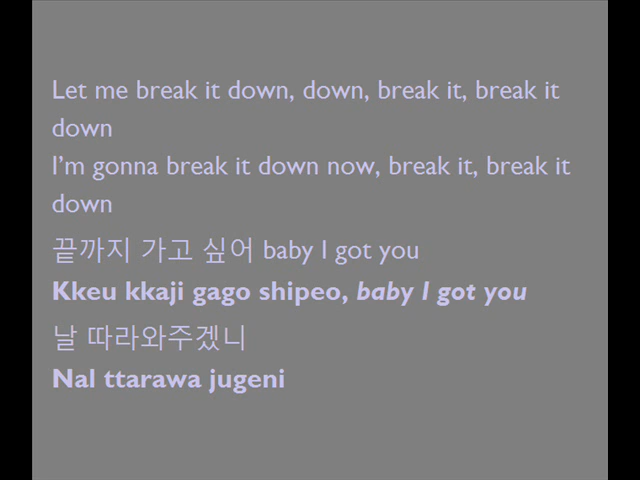 Let me break it down, down, break it, break it
down
I’m gonna break it down now, break it, break it
down
끝까지 가고 싶어 baby I got you
Kkeu kkaji gago shipeo, baby I got you
날 따라와주겠니
Nal ttarawa jugeni